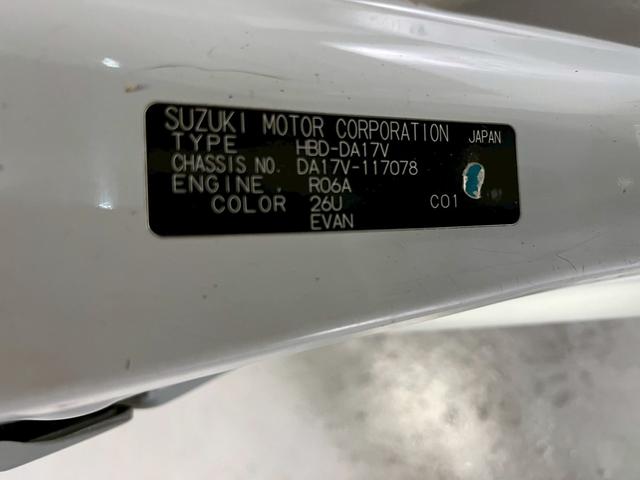 SUZUKI MOTOR CORPORATION JAPAN
TYPE HBD-DA17V
CHASSIS NO. DA17V-117078
ENGINE. R06A
COLOR 26U C01
EVAN